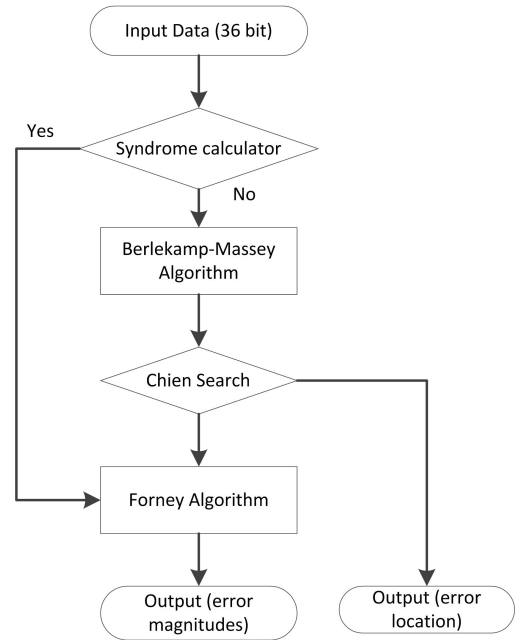 Input Data (36 bit)
Yes
Syndrome calculator
No
Berlekamp-Massey
Algorithm
Chien Search
Forney Algorithm
Output (error
magnitudes)
Output (error
location)